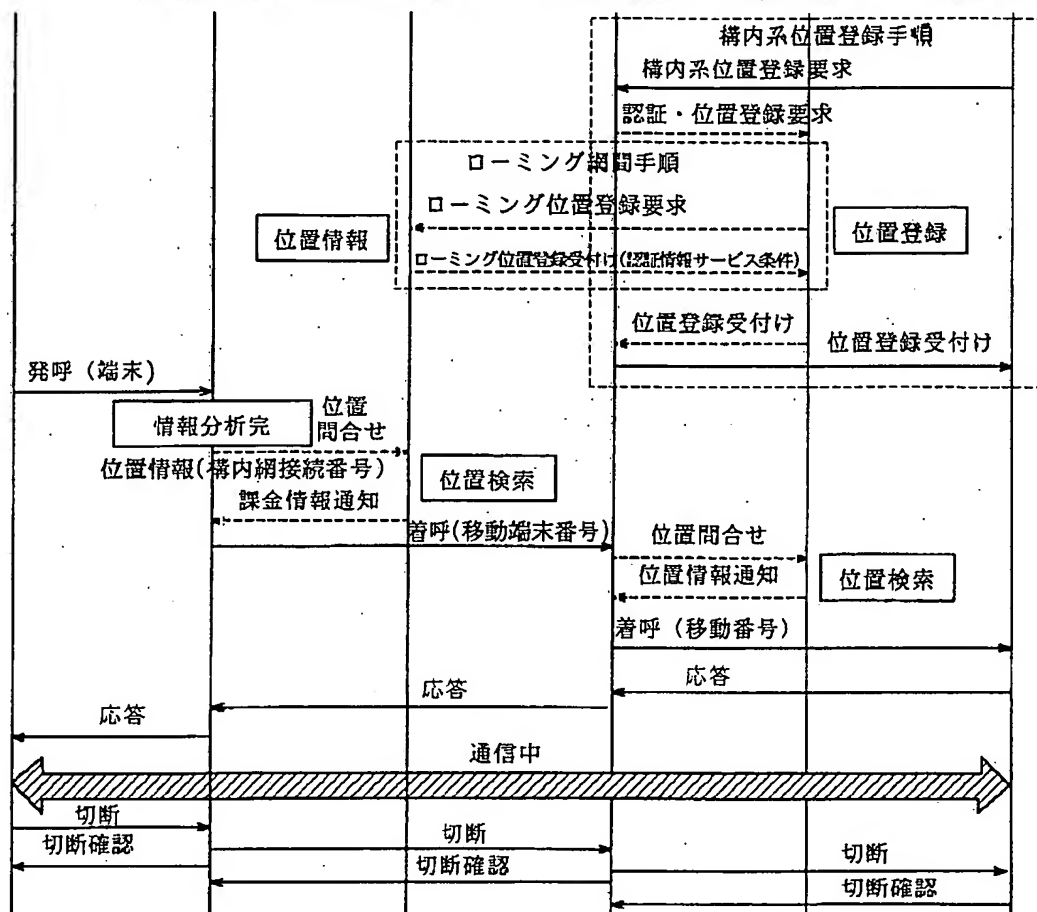 構内系位置登録手順
構内系位置登録要求
認証・位置登録要求
ローミング網間手順
ローミング位置登録要求
位置情報
位置登録
ローミング位置登録受付け(認証情報サービス条件)
位置登録受付け
位置登録受付け
発呼（端末)
情報分析完
位置
問合せ
位置情報(構内網接続番号)
位置検索
課金情報通知
着呼(移動端末番号)
位置問合せ
位置情報通知
位置検索
着呼（移動番号）
応答
応答
応答
通信中
切断
切断確認
切断
切断確認
切断
切断確認